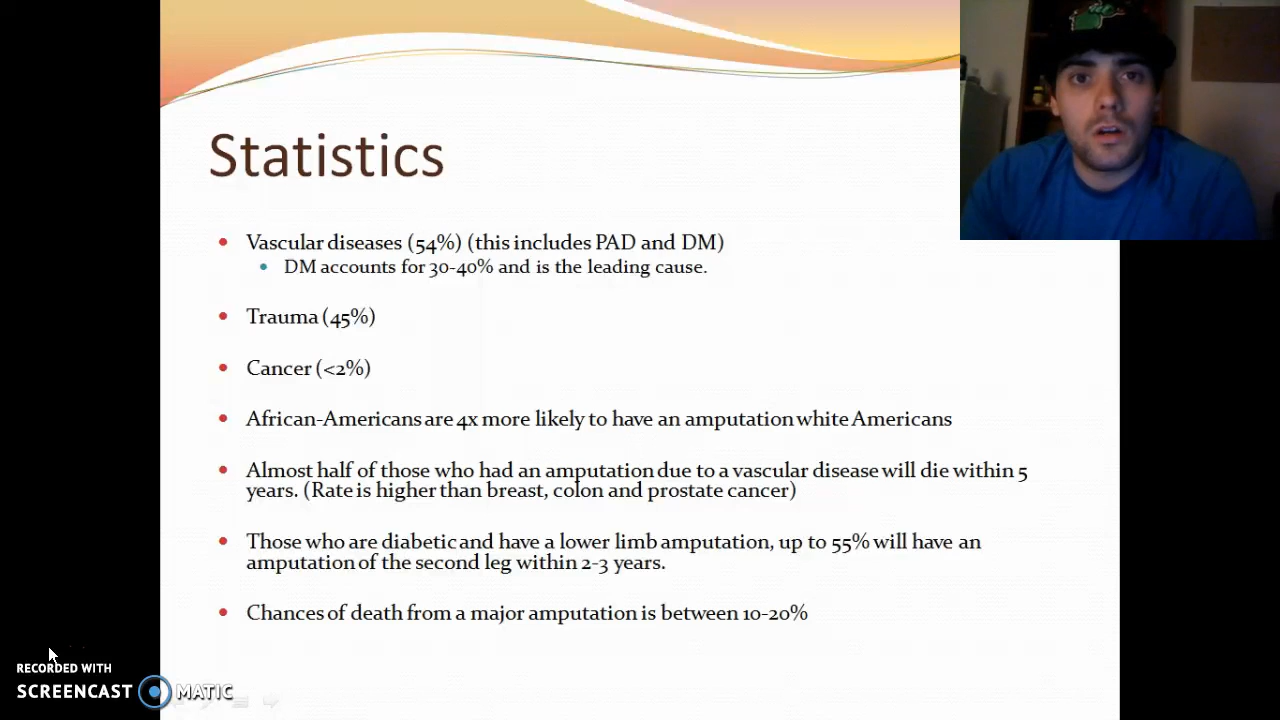 Statistics
Vascular diseases (54%) (this includes PAD and DM)
DM accounts for 30-40% and is the leading cause.
Trauma (45%)
Cancer (<2%)
African-Americans are 4x more likely to have an amputation white Americans
Almost half of those who had an amputation due to a vascular disease will die within 5
years. (Rate is higher than breast, colon and prostate cancer)
Those who are diabetic and have a lower limb amputation, up to 55% will have an
amputation of the second leg within 2-3 years.
Chances of death from a major amputation is between 10-20%
RECORDED WITH
SCREENCAST MATIC